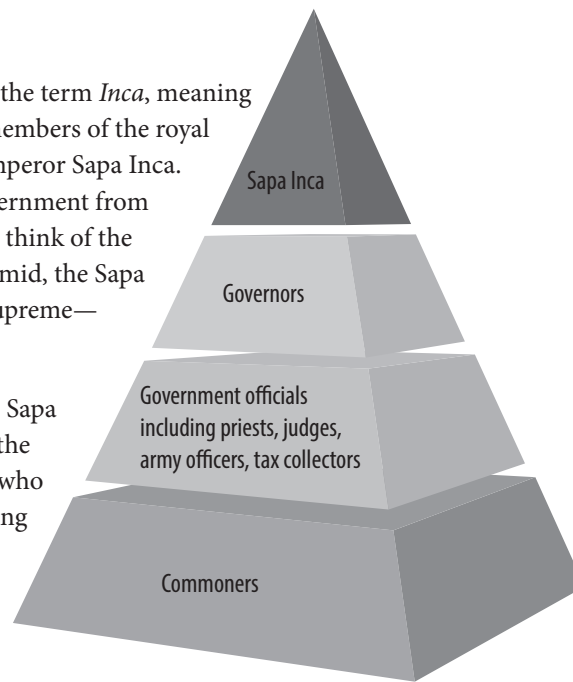 the term Inca, meaning
members of the royal
mperor Sapa Inca.
ernment from
think of the
mid, the Sapa
upreme—
Sapa
the
who
ng
Sapa Inca
Governors
Government officials
including priests, judges,
army officers, tax collectors
Commoners